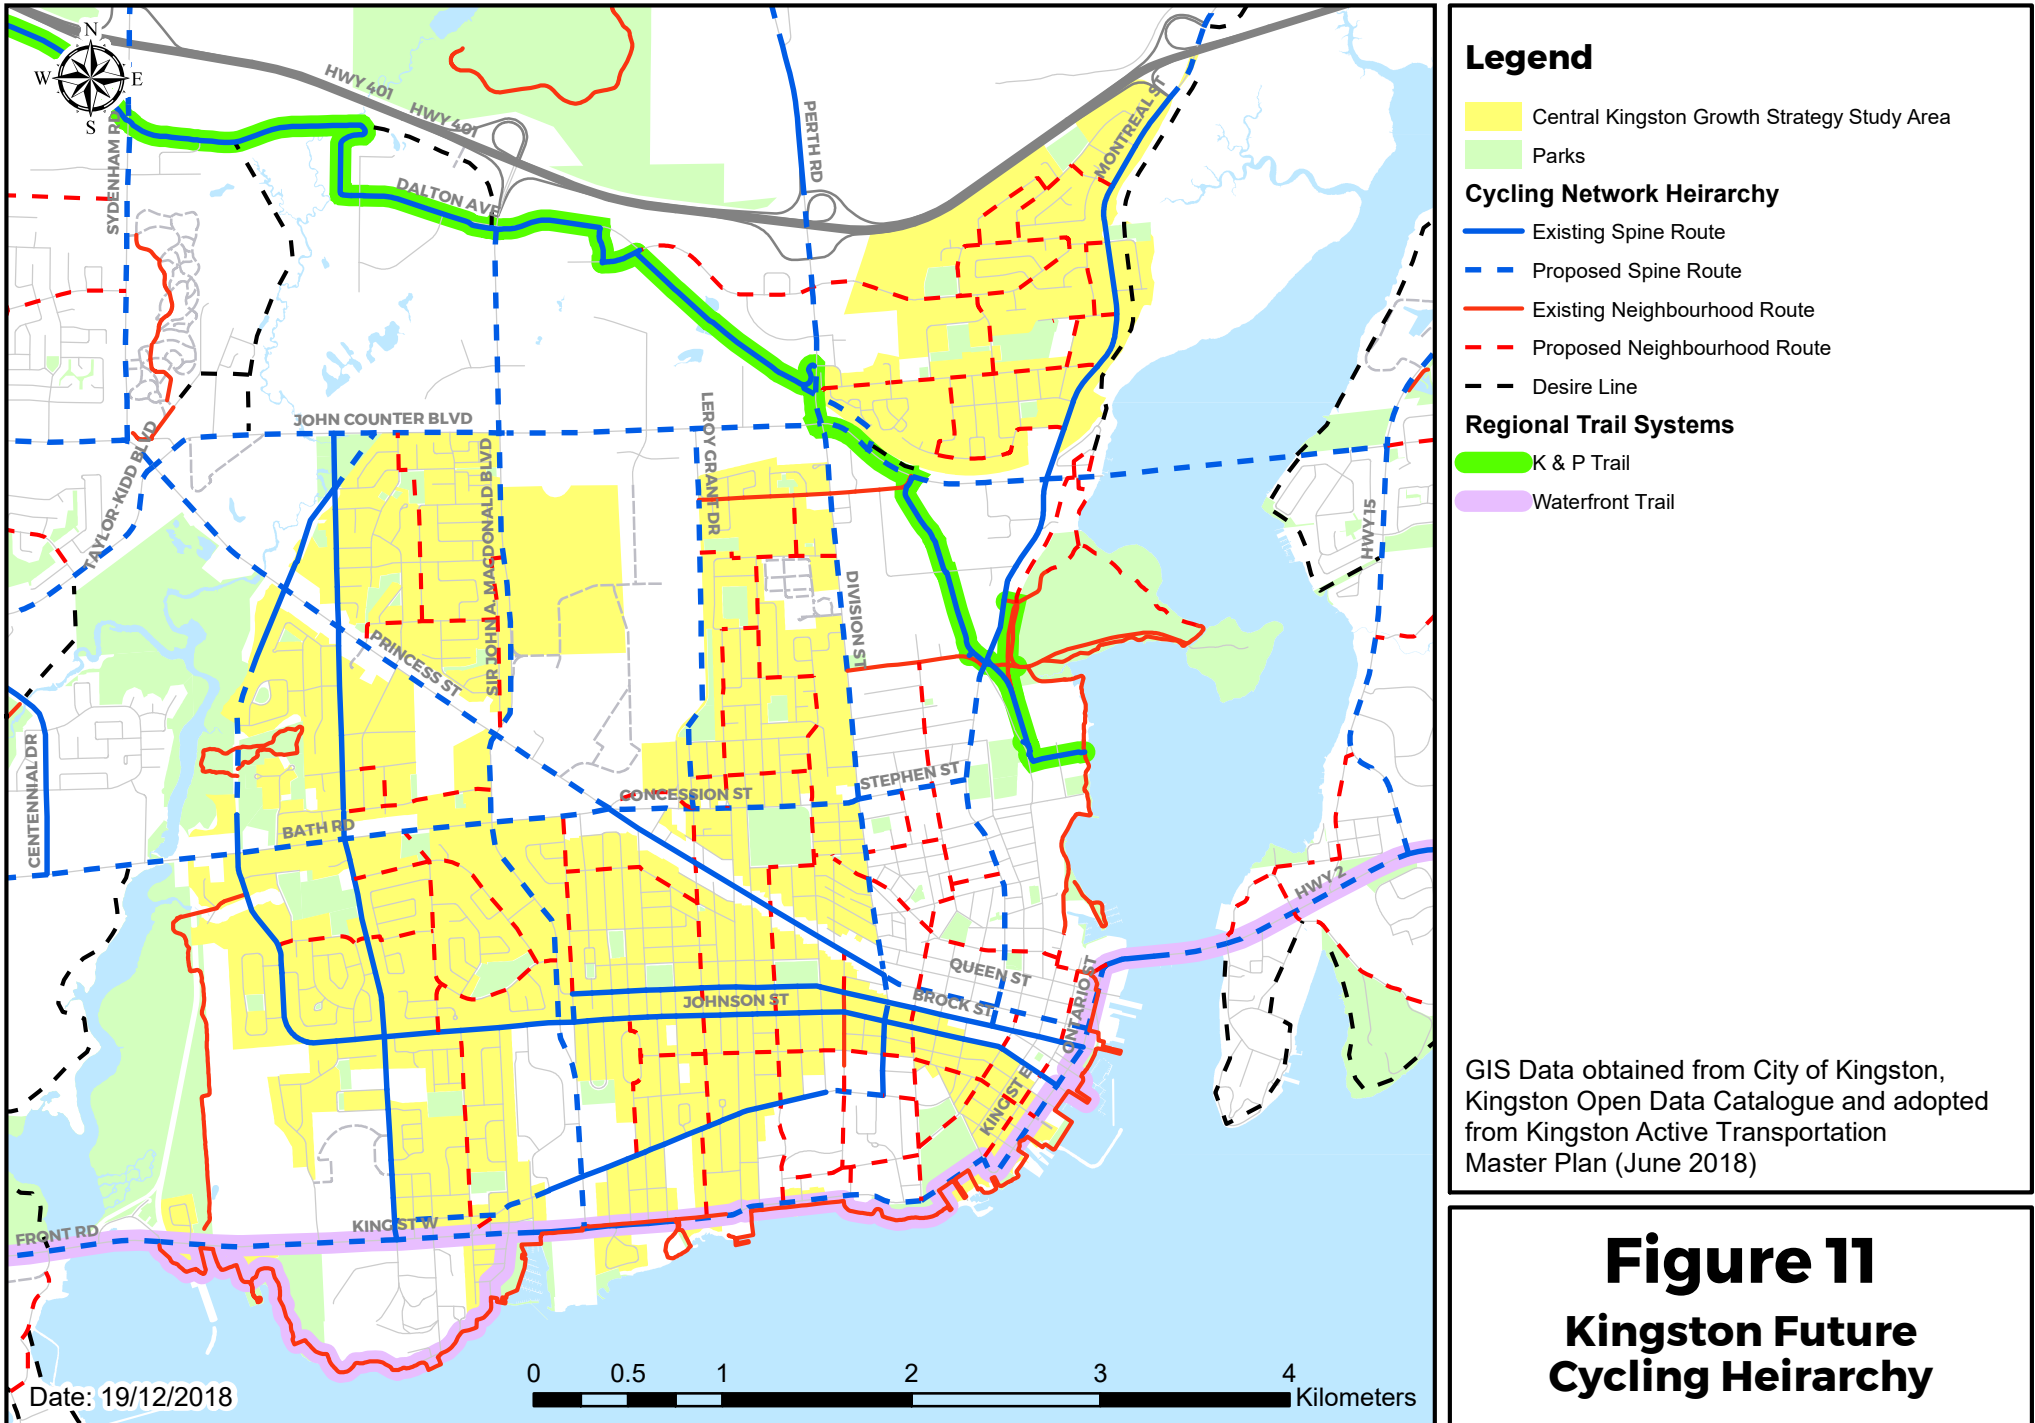 N
W
E
S
HWY 401
HWY 401
PERTH RD
MONTREAL ST
SYDENHAM RD
DALTON AVE
JOHN COUNTER BLVD
LEROY GRANT DR
TAYLOR-KIDD BLVD
SIR JOHN A. MACDONALD BLVD
HWY 15
DIVISION ST
PRINCESS ST
CENTENNIAL DR
STEPHEN ST
CONCESSION ST
BATH RD
HWY 2
QUEEN ST
JOHNSON ST
BROCK ST
ONTARIO ST
KING ST E
KING ST W
FRONT RD
0
0.5
1
2
3
4
Kilometers
Date: 19/12/2018
Legend
Central Kingston Growth Strategy Study Area
Parks
Cycling Network Heirarchy
Existing Spine Route
Proposed Spine Route
Existing Neighbourhood Route
Proposed Neighbourhood Route
Desire Line
Regional Trail Systems
K & P Trail
Waterfront Trail
GIS Data obtained from City of Kingston,
Kingston Open Data Catalogue and adopted
from Kingston Active Transportation
Master Plan (June 2018)
Figure 11
Kingston Future
Cycling Heirarchy